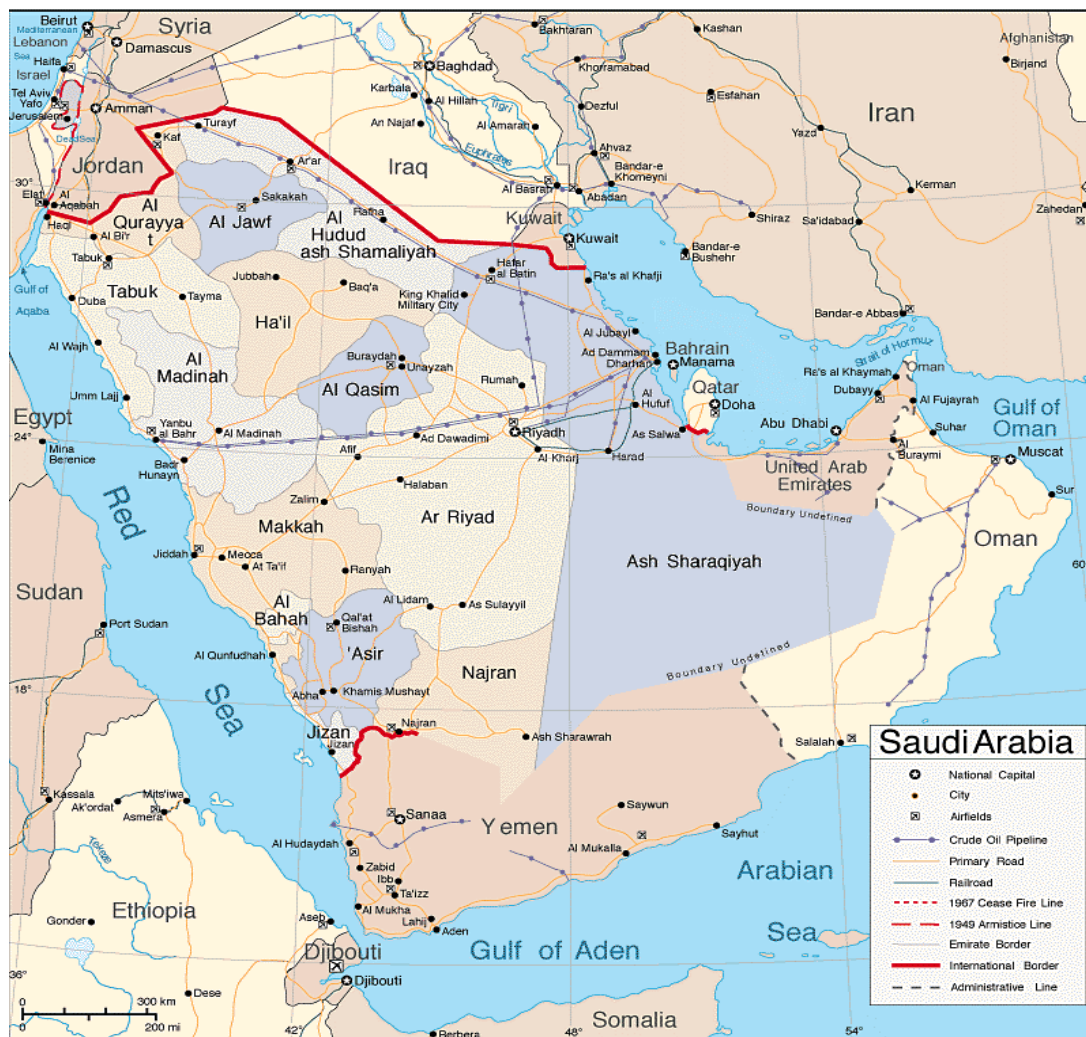 Beirut
Mediterranean
Lebanon
Sea
Haifa
Israel
Tel Aviv
Yafo
Jerusalem
Dead Sea
Syria
Damascus
Amman
Jordan
Elat
Al
Aqabah
Haql
Gulf of
Aqaba
Baghdad
Karbala
Al Hillah
An Najaf
Al Amarah
Tigri
Euphrates
Iraq
Al Basrah
Bakhtaran
Khorramabad
Dezful
Ahvaz
Bandar-e
Khomeyni
Abadan
Kashan
Esfahan
Yazd
Iran
Afghanistan
Birjand
Kerman
Zahedan
Shiraz
Sa'idabad
Bandar-e
Bushehr
Bandar-e Abbas
Strait of Hormuz
Kuwait
Kuwait
Kaf
Turayf
Ar'ar
Sakakah
Rafha
30°
Al
Qurayya
t
Al Jawf
Al
Hudud
ash Shamaliyah
Al Bi'r
Tabuk
Tabuk
Duba
Tayma
Jubbah
Baq'a
Hafar
al Batin
King Khalid
Military City
Ra's al Khafji
Ha'il
Al Wajh
Al
Madinah
Umm Lajj
Buraydah
Unayzah
Al Qasim
Rumah
Al Jubayl
Ad Dammam
Dharhan
Bahrain
Manama
Qatar
Doha
Al
Hufuf
As Salwa
Oman
Ra's al Khaymah
Dubayy
Al Fujayrah
Abu Dhabi
Suhar
Al
Buraymi
Gulf of
Oman
Muscat
Sur
Egypt
24°
Mina
Berenice
Yanbu
al Bahr
Al Madinah
Badr
Hunayn
Afif
Ad Dawadimi
Riyadh
Al Kharj
Harad
United Arab
Emirates
Boundary Undefined
Halaban
Zalim
Makkah
Ar Riyad
Ash Sharaqiyah
Oman
60
Red
Sea
Jiddah
Mecca
At Ta'if
Ranyah
Al Lidam
As Sulayyil
Al
Bahah
Qal'at
Bishah
'Asir
Sudan
Port Sudan
Al Qunfudhah
Abha
Khamis Mushayt
Najran
Boundary Undefined
18°
Jizan
Jizan
Najran
Ash Sharawrah
Salalah
Kassala
Ak'ordat
Mits'iwa
Asmera
Tekeze
Sanaa
Yemen
Saywun
Sayhut
Al Mukalla
Al Hudaydah
Zabid
Ibb
Ta'izz
Al Mukha
Lahij
Aden
Arabian
Sea
Gulf of Aden
Ethiopia
Gonder
Aseb
Djibouti
Djibouti
Dese
36°
Somalia
Berbera
0
300 km
0
200 mi
42°
48°
54°
Saudi Arabia
National Capital
City
Airfields
Crude Oil Pipeline
Primary Road
Railroad
1967 Cease Fire Line
1949 Armistice Line
Emirate Border
International Border
Administrative Line